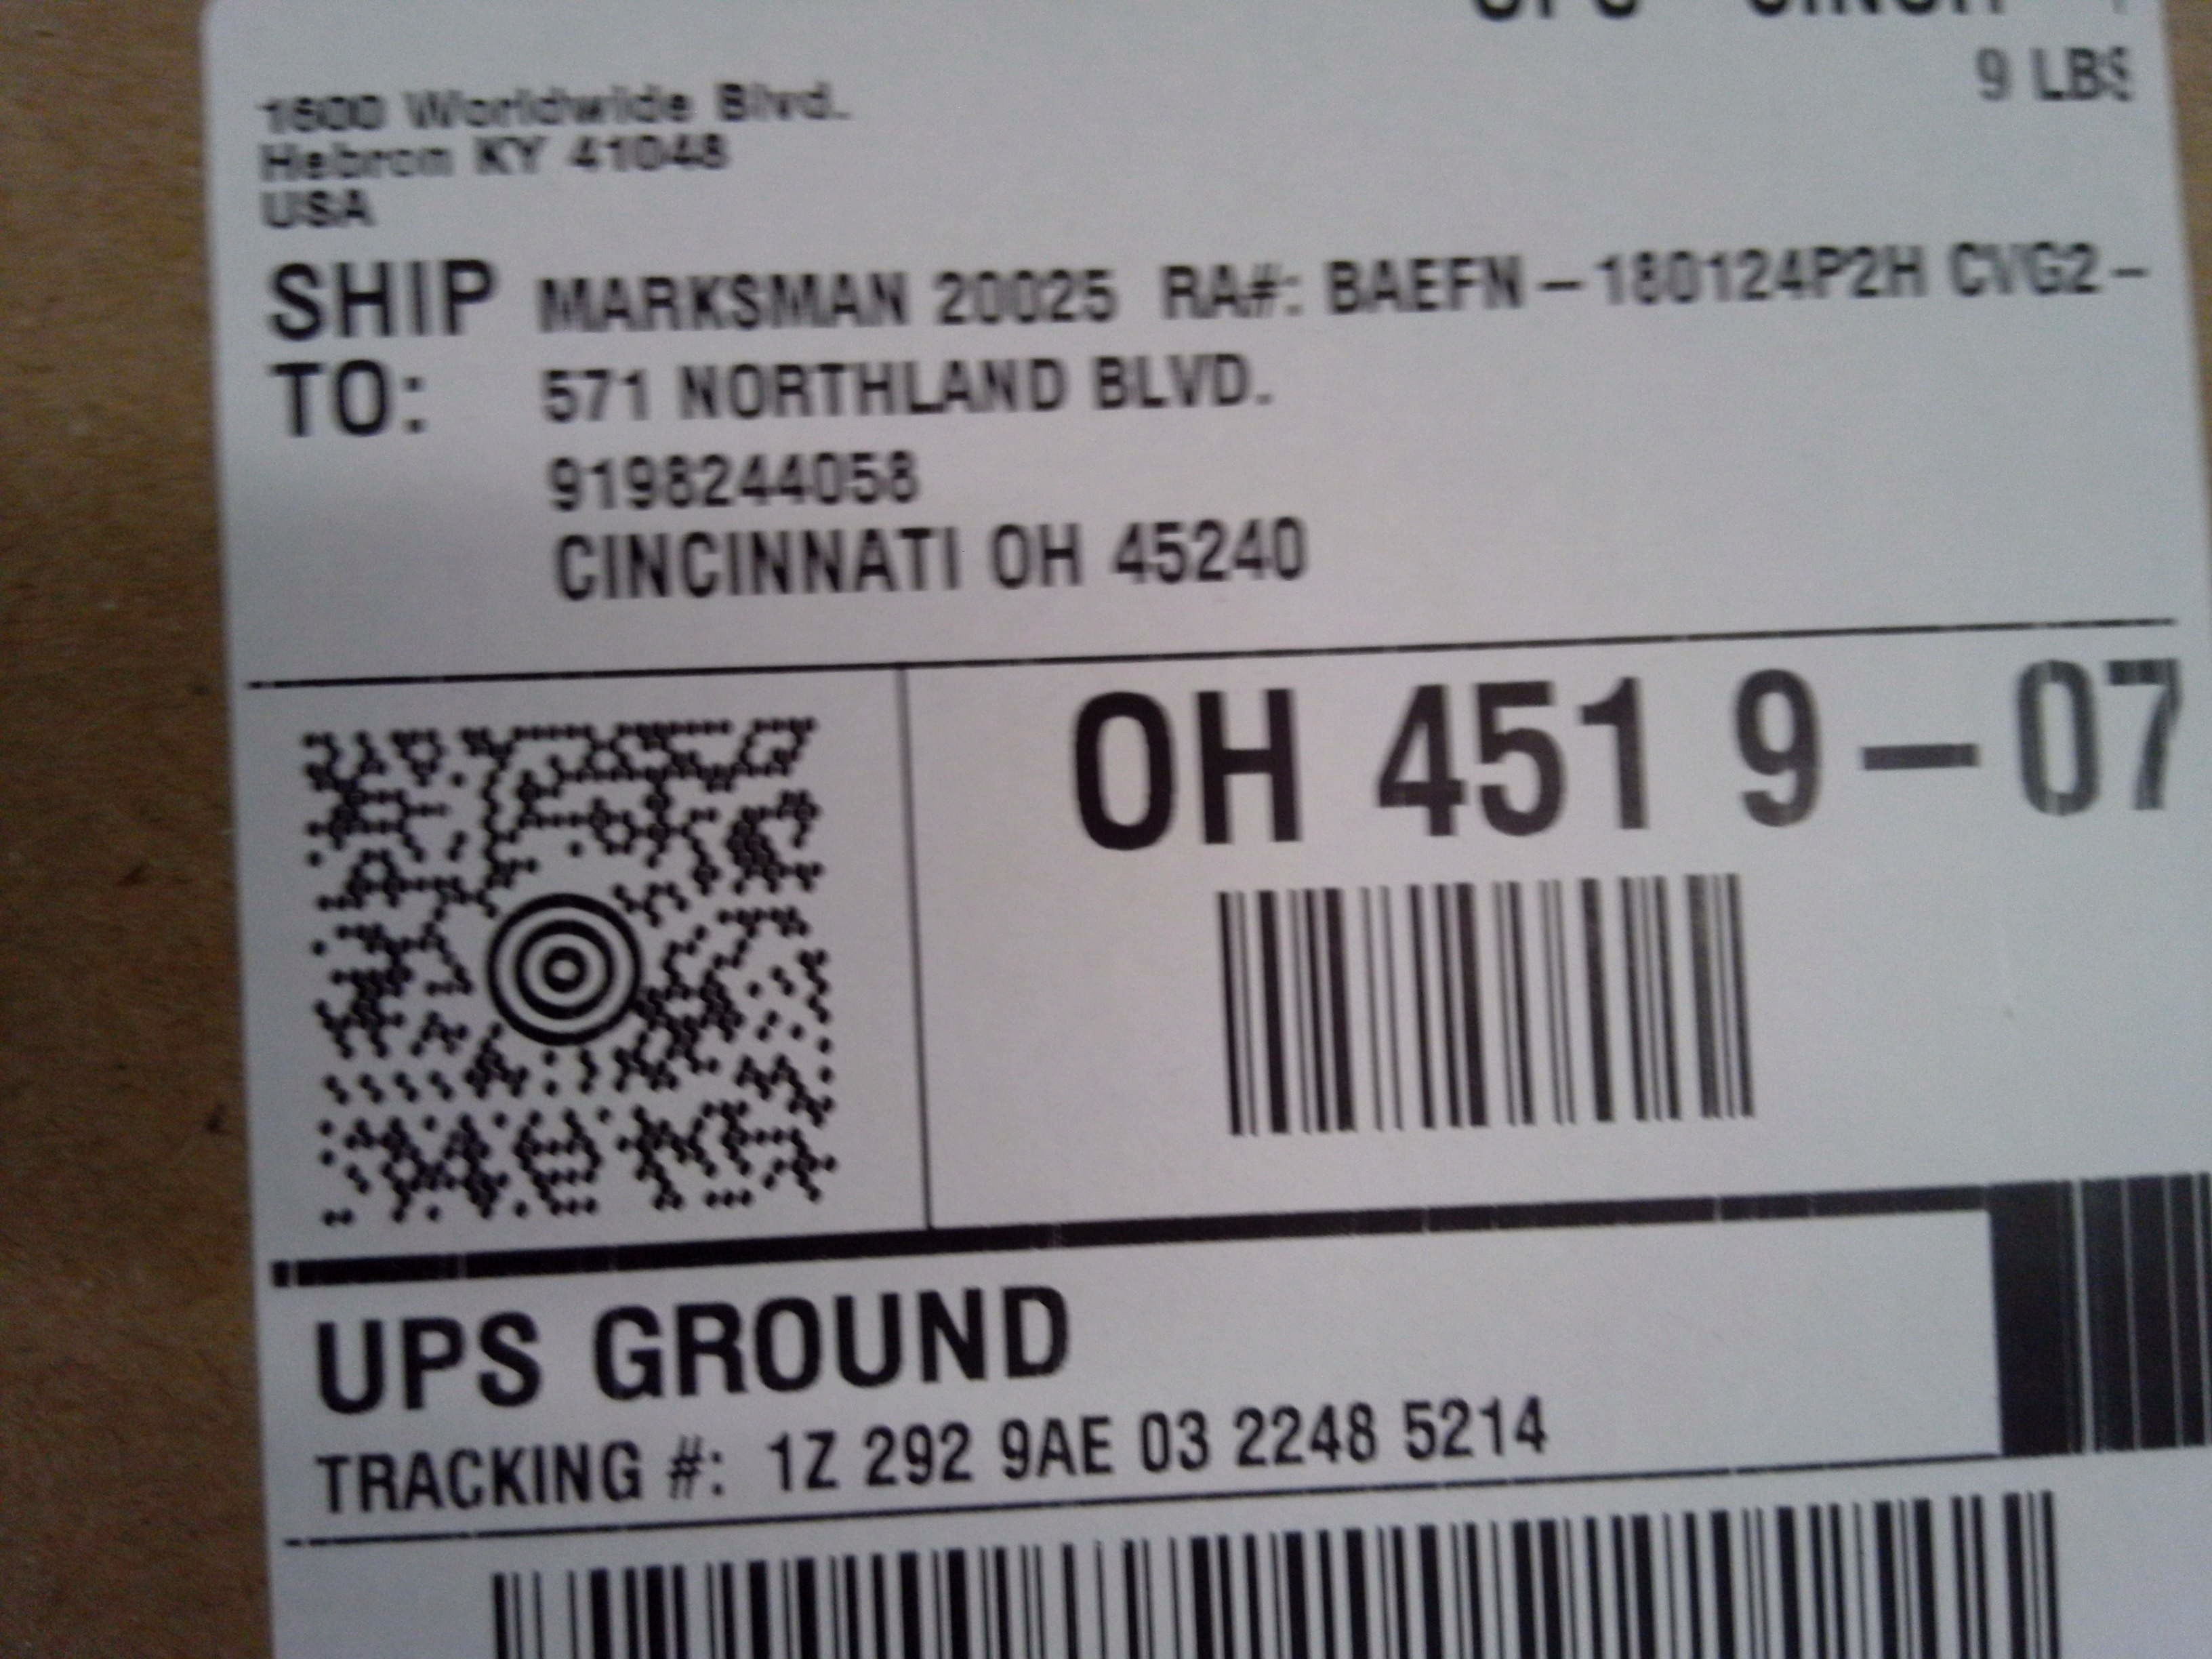 9 LBS
1600 Worldwide Blvd.
Hebron KY 41048
USA
SHIP TO:
MARKSMAN 20025 RA#: BAEFN-180124P2H CVG2-
571 NORTHLAND BLVD.
9198244058
CINCINNATI OH 45240
OH 451 9-07
UPS GROUND
TRACKING #: 1Z 292 9AE 03 2248 5214